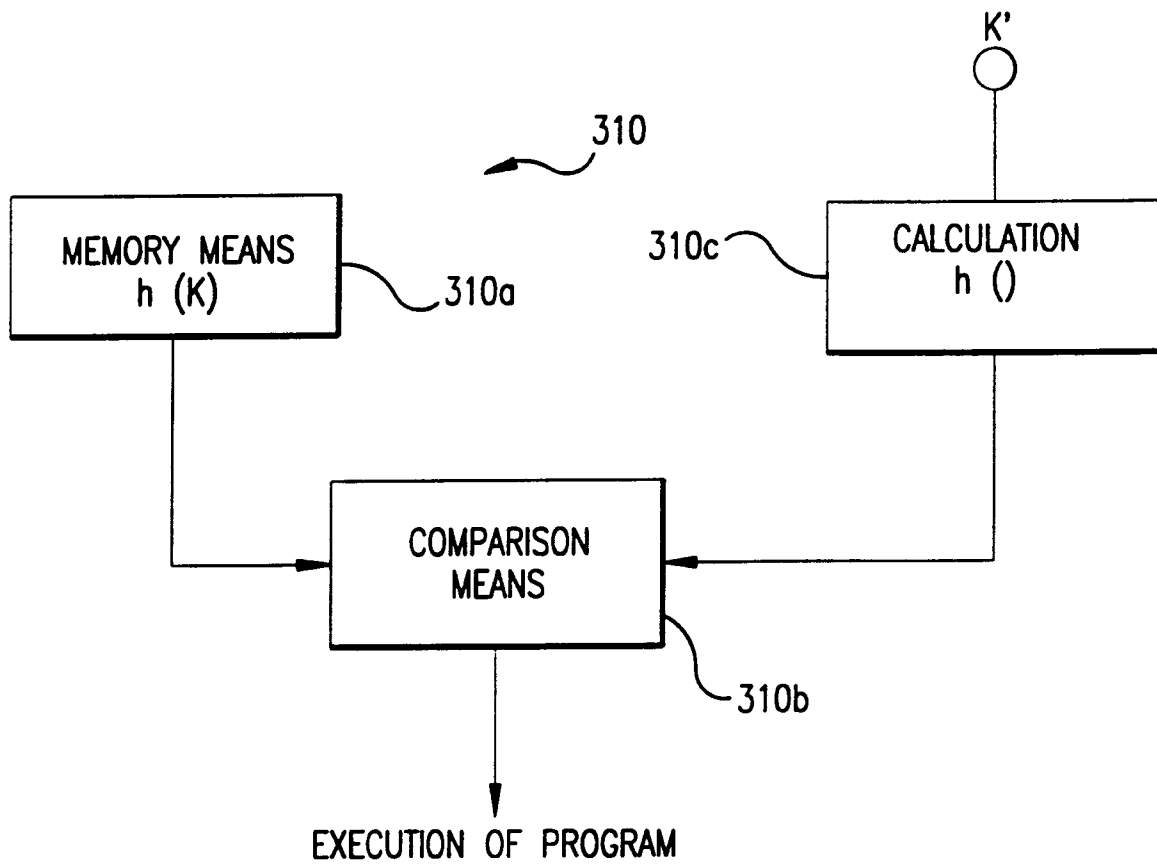 K'
310
MEMORY MEANS
h (K)
310a
310c
CALCULATION
h ()
COMPARISON
MEANS
310b
EXECUTION OF PROGRAM